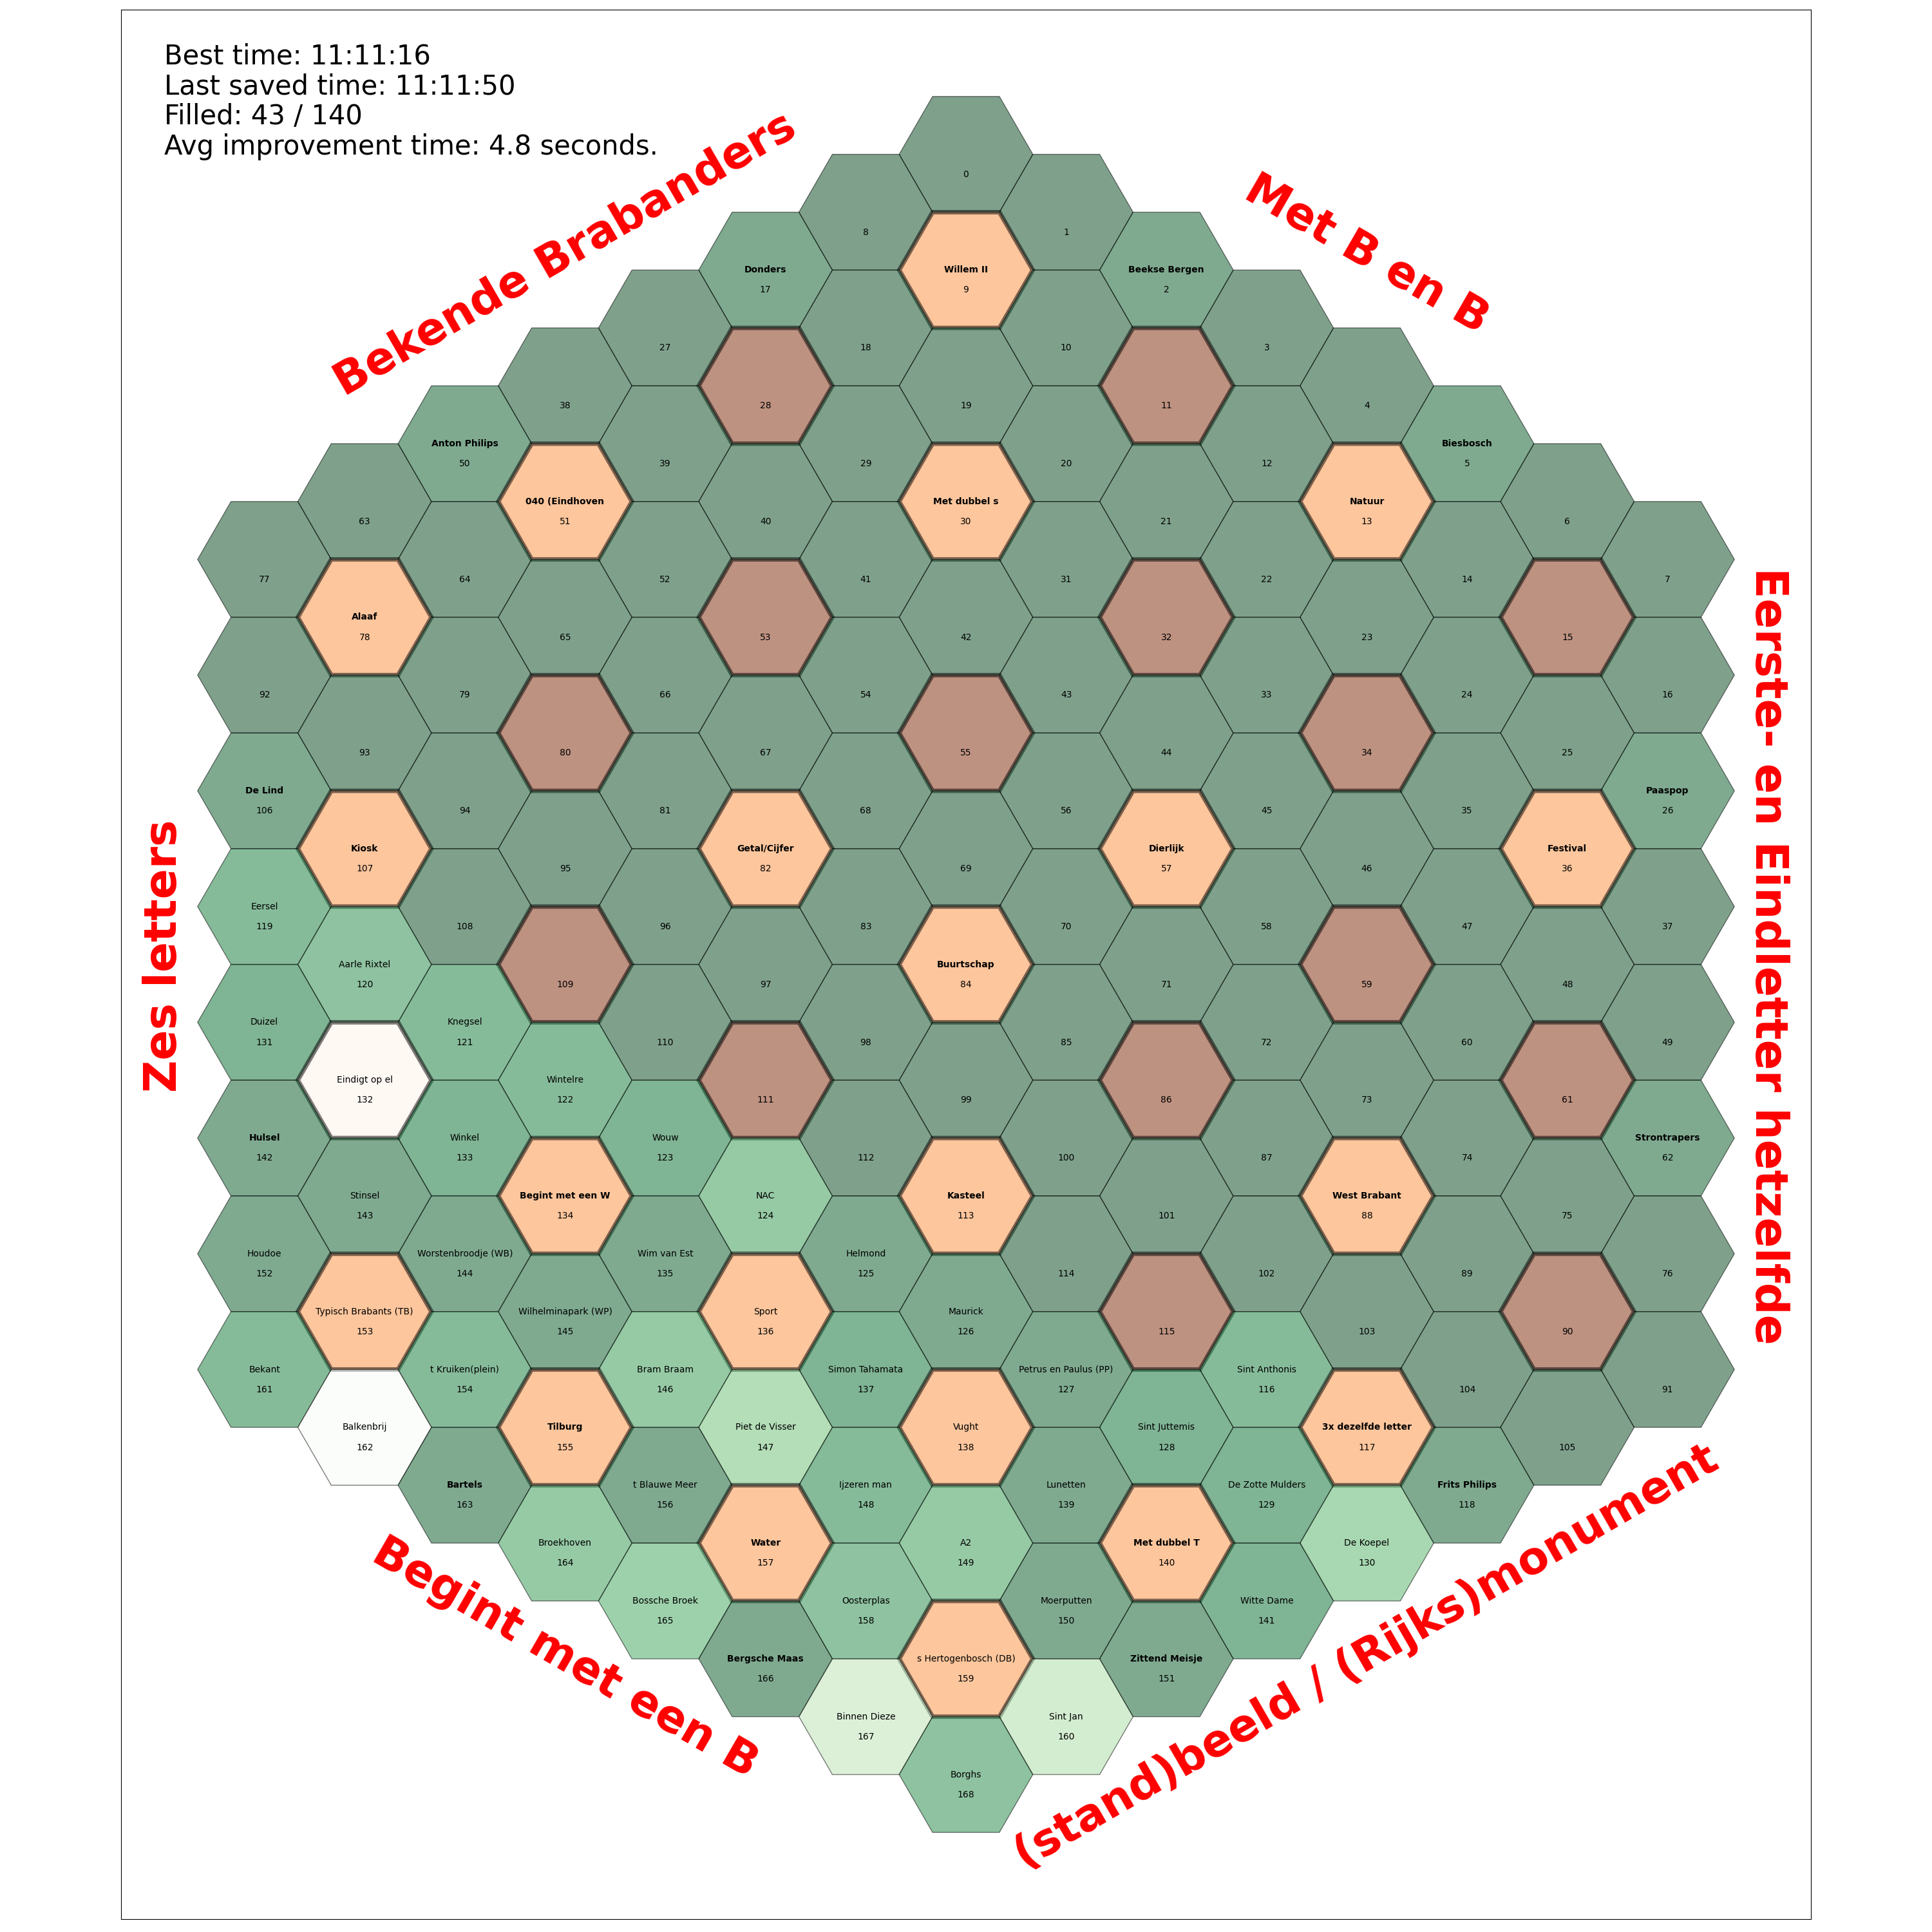 Best time: 11:11:16
Last saved time: 11:11:50
Filled: 43 / 140
Avg improvement time: 4.8 seconds.
Bekende Brabanders
Met B en B
Eerste- en Eindletter hetzelfde
Zes letters
Begint met een B
(stand)beeld / (Rijks)monument
0
8
1
Donders
17
Willem II
9
Beekse Bergen
2
27
18
10
3
38
28
19
11
4
Anton Philips
50
39
29
20
12
Biesbosch
5
63
040 (Eindhoven
51
40
Met dubbel s
30
21
Natuur
13
6
77
64
52
41
31
22
14
7
Alaaf
78
65
53
42
32
23
15
92
79
66
54
43
33
24
16
93
80
67
55
44
34
25
De Lind
106
94
81
68
56
45
35
Paaspop
26
Kiosk
107
95
Getal/Cijfer
82
69
Dierlijk
57
46
Festival
36
Eersel
119
108
96
83
70
58
47
37
Aarle Rixtel
120
109
97
Buurtschap
84
71
59
48
Duizel
131
Knegsel
121
110
98
85
72
60
49
Eindigt op el
132
Wintelre
122
111
99
86
73
61
Hulsel
142
Winkel
133
Wouw
123
112
100
87
74
Strontrapers
62
Stinsel
143
Begint met een W
134
NAC
124
Kasteel
113
101
West Brabant
88
75
Houdoe
152
Worstenbroodje (WB)
144
Wim van Est
135
Helmond
125
114
102
89
76
Typisch Brabants (TB)
153
Wilhelminapark (WP)
145
Sport
136
Maurick
126
115
103
90
Bekant
161
t Kruiken(plein)
154
Bram Braam
146
Simon Tahamata
137
Petrus en Paulus (PP)
127
Sint Anthonis
116
104
91
Balkenbrij
162
Tilburg
155
Piet de Visser
147
Vught
138
Sint Juttemis
128
3x dezelfde letter
117
105
Bartels
163
t Blauwe Meer
156
Ijzeren man
148
Lunetten
139
De Zotte Mulders
129
Frits Philips
118
Broekhoven
164
Water
157
A2
149
Met dubbel T
140
De Koepel
130
Bossche Broek
165
Oosterplas
158
Moerputten
150
Witte Dame
141
Bergsche Maas
166
s Hertogenbosch (DB)
159
Zittend Meisje
151
Binnen Dieze
167
Sint Jan
160
Borghs
168